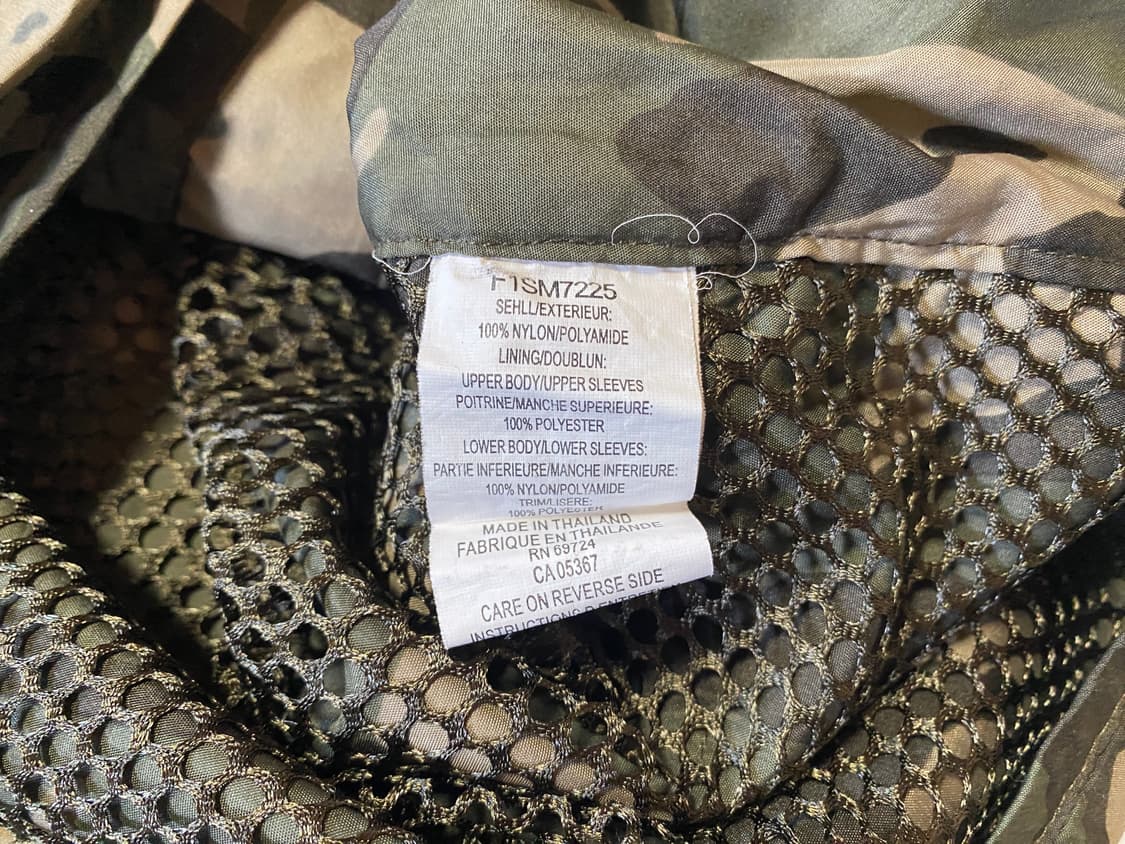 F1SM7225
SEHLL/EXTERIEUR:
100% NYLON/POLYAMIDE
LINING/DOUBLUN:
UPPER BODY/UPPER SLEEVES
POITRINE/MANCHE SUPERIEURE:
100% POLYESTER
LOWER BODY/LOWER SLEEVES:
PARTIE INFERIEURE/MANCHE INFERIEURE:
100% NYLON/POLYAMIDE
TRIM/LISERE:
100% POLYESTER
MADE IN THAILAND
FABRIQUE EN THAILANDE
RN 69724
CA 05367
CARE ON REVERSE SIDE
INSTRUCTIONS